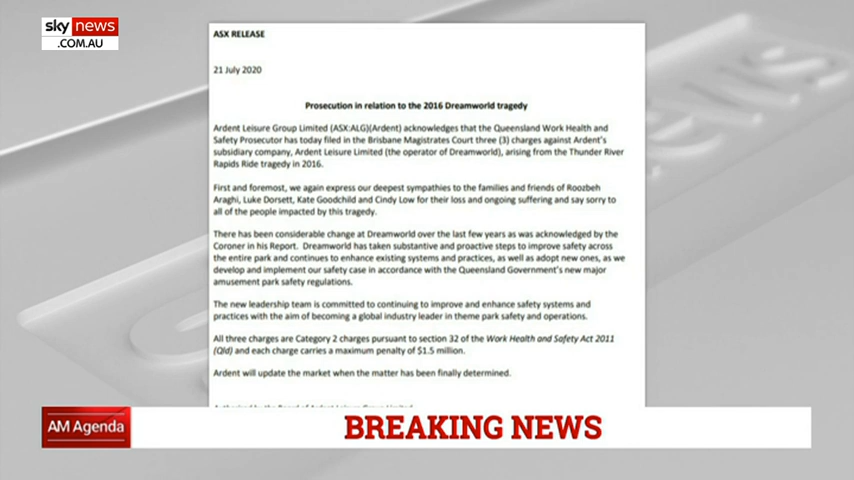 sky news
.COM.AU
ASX RELEASE
21 July 2020
Prosecution in relation to the 2016 Dreamworld tragedy
Ardent Leisure Group Limited (ASX:ALG)(Ardent) acknowledges that the Queensland Work Health and
Safety Prosecutor has today filed in the Brisbane Magistrates Court three (3) charges against Ardent's
subsidiary company, Ardent Leisure Limited (the operator of Dreamworld), arising from the Thunder River
Rapids Ride tragedy in 2016.
First and foremost, we again express our deepest sympathies to the families and friends of Roozbeh
Araghi, Luke Dorsett, Kate Goodchild and Cindy Low for their loss and ongoing suffering and say sorry to
all of the people impacted by this tragedy.
There has been considerable change at Dreamworld over the last few years as was acknowledged by the
Coroner in his Report. Dreamworld has taken substantive and proactive steps to improve safety across
the entire park and continues to enhance existing systems and practices, as well as adopt new ones, as we
develop and implement our safety case in accordance with the Queensland Government's new major
amusement park safety regulations.
The new leadership team is committed to continuing to improve and enhance safety systems and
practices with the aim of becoming a global industry leader in theme park safety and operations.
All three charges are Category 2 charges pursuant to section 32 of the Work Health and Safety Act 2011
(Qld) and each charge carries a maximum penalty of $1.5 million.
Ardent will update the market when the matter has been finally determined.
AM Agenda
BREAKING NEWS